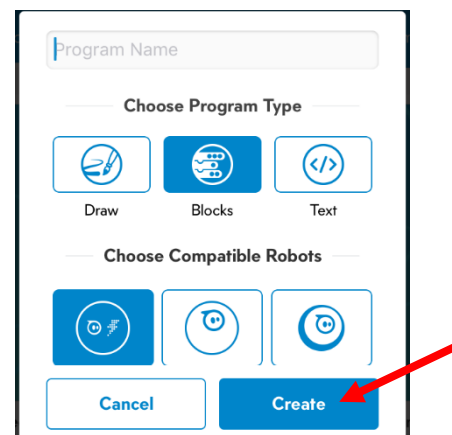 Program Name
Choose Program Type
Draw Blocks Text
Choose Compatible Robots
Cancel Create